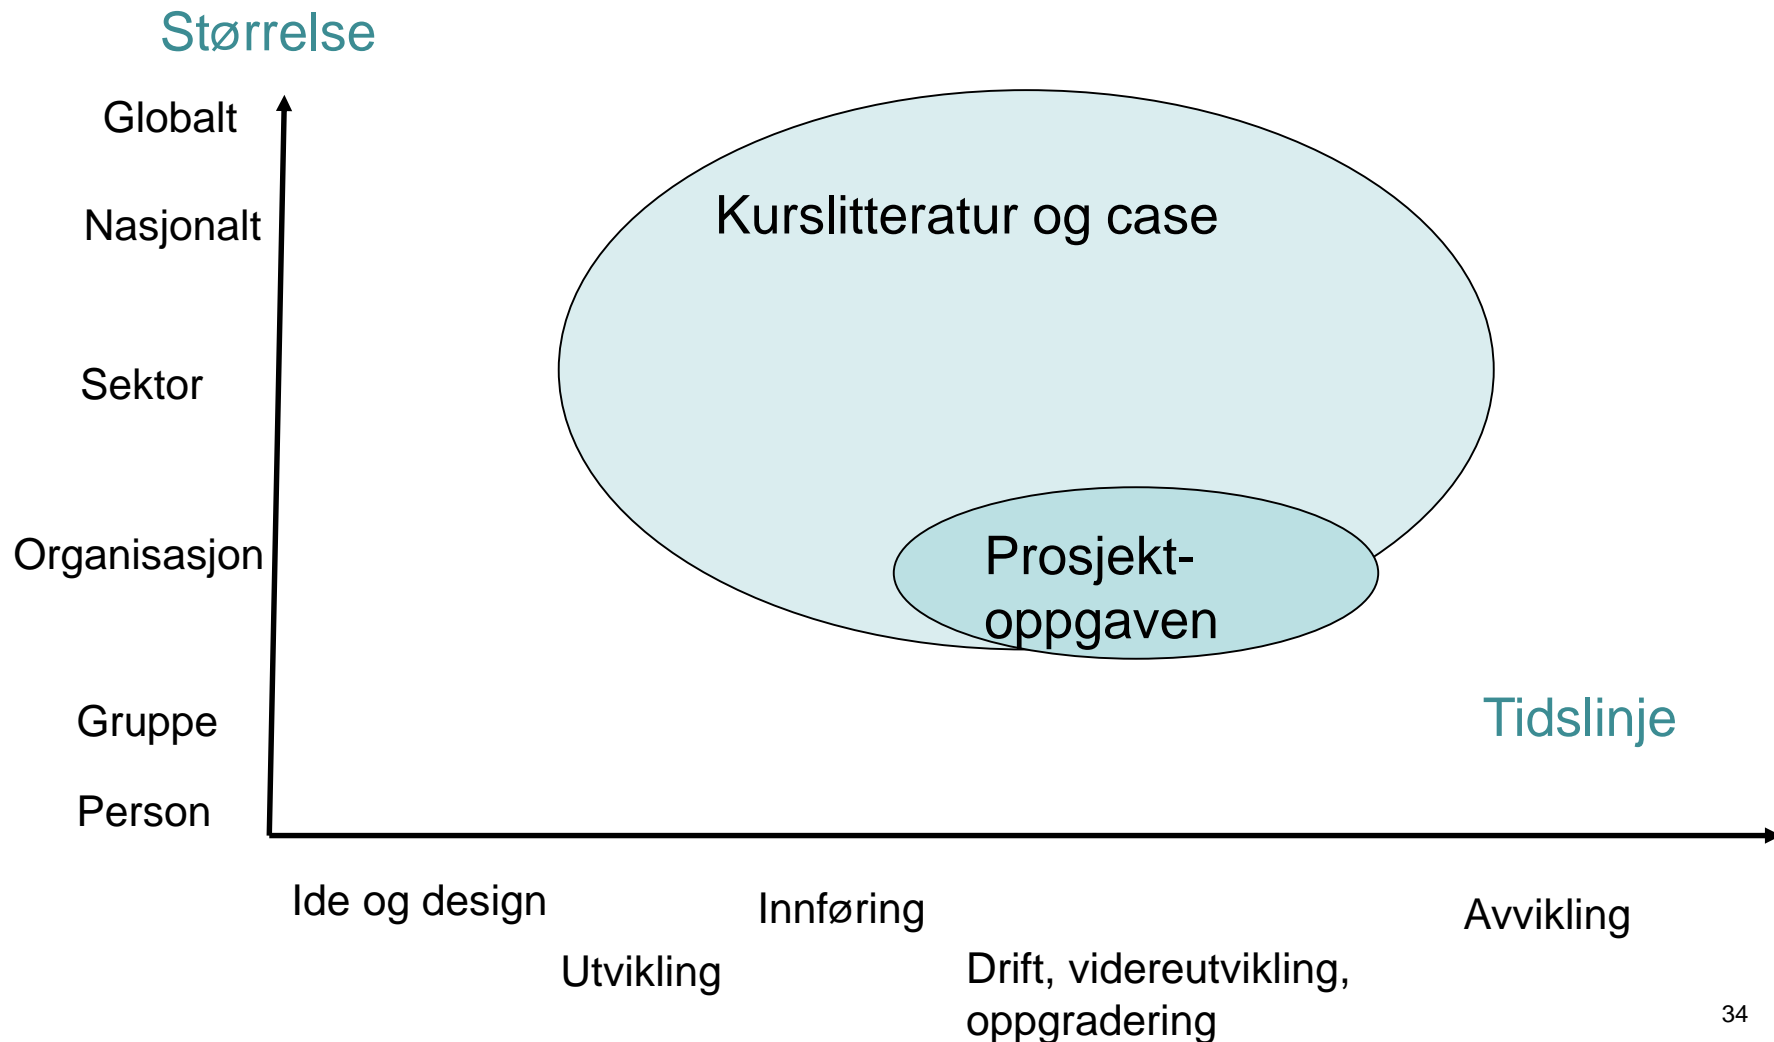 Størrelse
Globalt
Nasjonalt
Kurslitteratur og case
Sektor
Organisasjon
Prosjekt-
oppgaven
Gruppe
Tidslinje
Person
Ide og design
Innføring
Avvikling
Utvikling
Drift, videreutvikling,
oppgradering
34